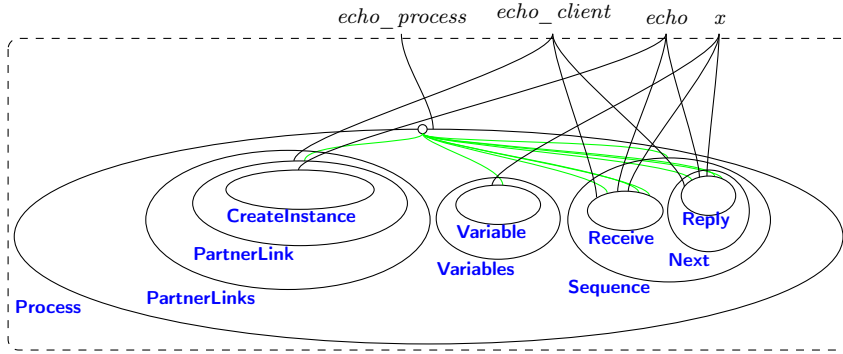 echo_process echo_client echo x
CreateInstance
Reply
Variable
Receive
PartnerLink
Next
Variables
Sequence
PartnerLinks
Process